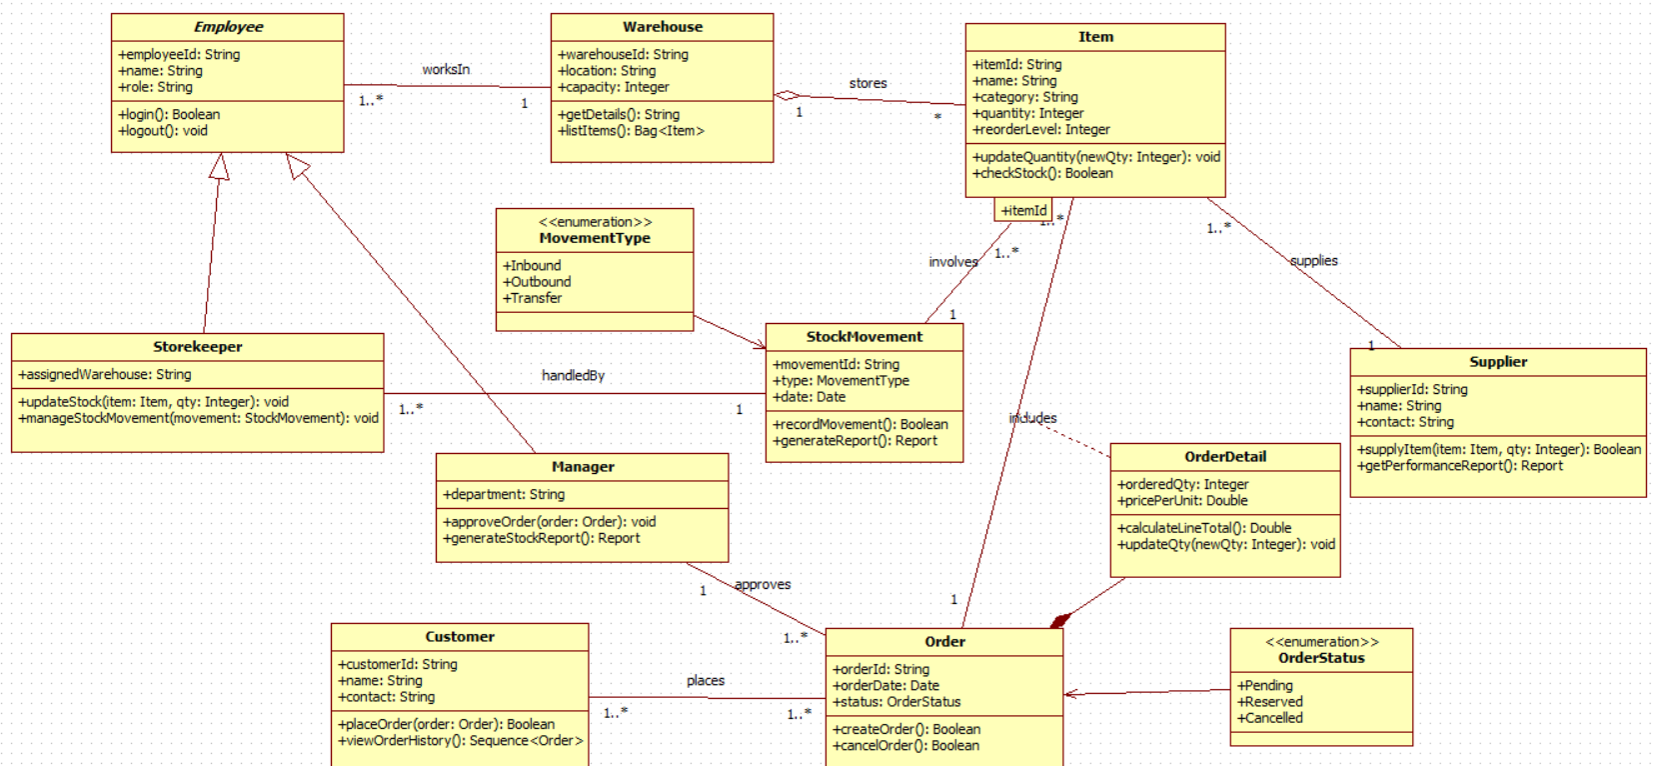 Employee
+employeeId: String
+name: String
+role: String
+login(): Boolean
+logout(): void
worksIn
1..*
1
Warehouse
+warehouseId: String
+location: String
+capacity: Integer
+getDetails(): String
+listItems(): Bag<Item>
stores
1
*
Item
+itemId: String
+name: String
+category: String
+quantity: Integer
+reorderLevel: Integer
+updateQuantity(newQty: Integer): void
+checkStock(): Boolean
+itemId
1..*
1..*
1..*
<<enumeration>>
MovementType
+Inbound
+Outbound
+Transfer
involves
1
supplies
1
Storekeeper
+assignedWarehouse: String
+updateStock(item: Item, qty: Integer): void
+manageStockMovement(movement: StockMovement): void
handledBy
1..*
1
StockMovement
+movementId: String
+type: MovementType
+date: Date
+recordMovement(): Boolean
+generateReport(): Report
Supplier
+supplierId: String
+name: String
+contact: String
+supplyItem(item: Item, qty: Integer): Boolean
+getPerformanceReport(): Report
includes
OrderDetail
+orderedQty: Integer
+pricePerUnit: Double
+calculateLineTotal(): Double
+updateQty(newQty: Integer): void
Manager
+department: String
+approveOrder(order: Order): void
+generateStockReport(): Report
approves
1
1..*
1
Customer
+customerId: String
+name: String
+contact: String
+placeOrder(order: Order): Boolean
+viewOrderHistory(): Sequence<Order>
places
1..*
1..*
Order
+orderId: String
+orderDate: Date
+status: OrderStatus
+createOrder(): Boolean
+cancelOrder(): Boolean
<<enumeration>>
OrderStatus
+Pending
+Reserved
+Cancelled